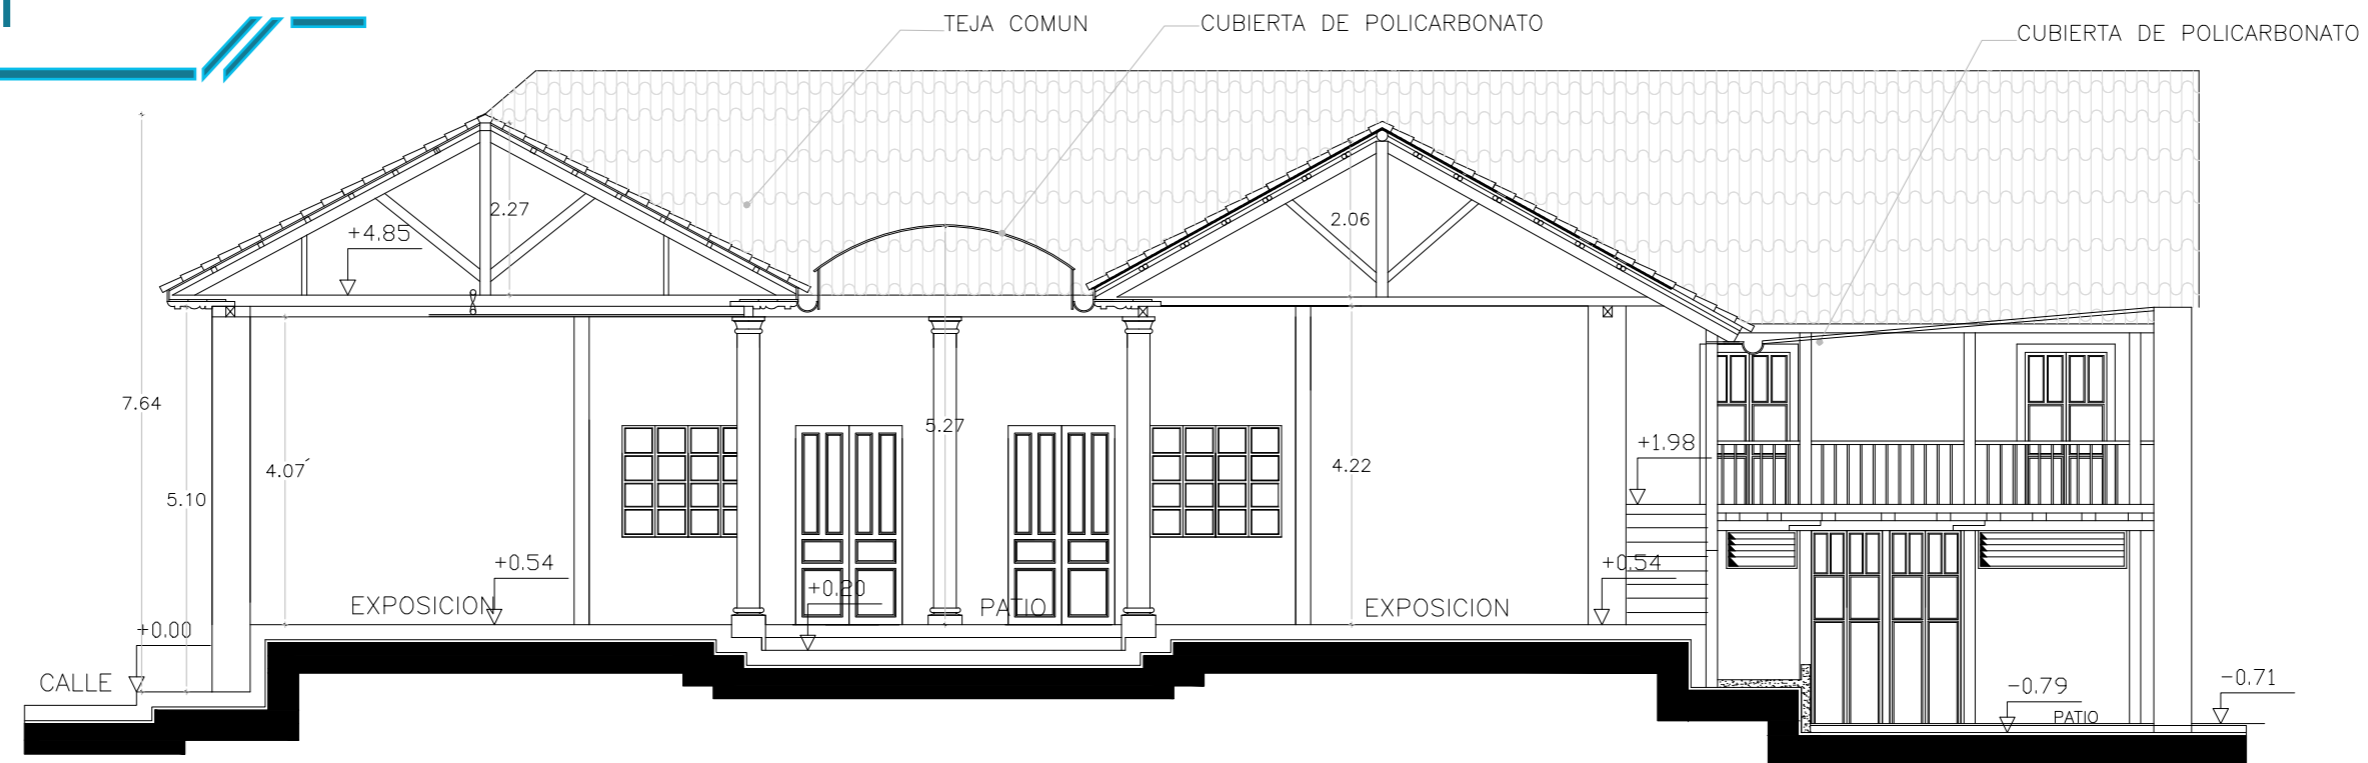 TEJA COMUN
CUBIERTA DE POLICARBONATO
CUBIERTA DE POLICARBONATO
2.27
2.06
+4.85
7.64
5.27
+1.98
4.07´
4.22
5.10
+0.54
+0.54
+0.20
EXPOSICION
PATIO
EXPOSICION
+0.00
CALLE
-0.79
-0.71
PATIO